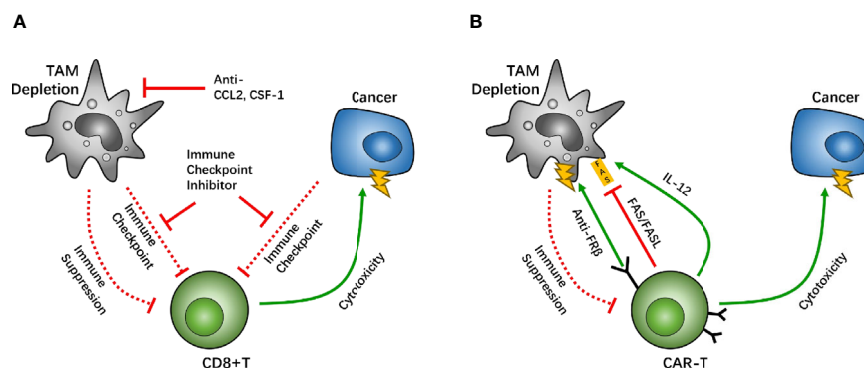 A
TAM
Depletion
Anti-
CCL2, CSF-1
Cancer
Immune
Checkpoint
Inhibitor
Immune
Checkpoint
Immune
Checkpoint
Immune
Suppression
Cytotoxicity
CD8+T
B
TAM
Depletion
Cancer
FAS
IL-12
FAS/FASL
Anti-FRβ
Immune
Suppression
Cytotoxicity
CAR-T